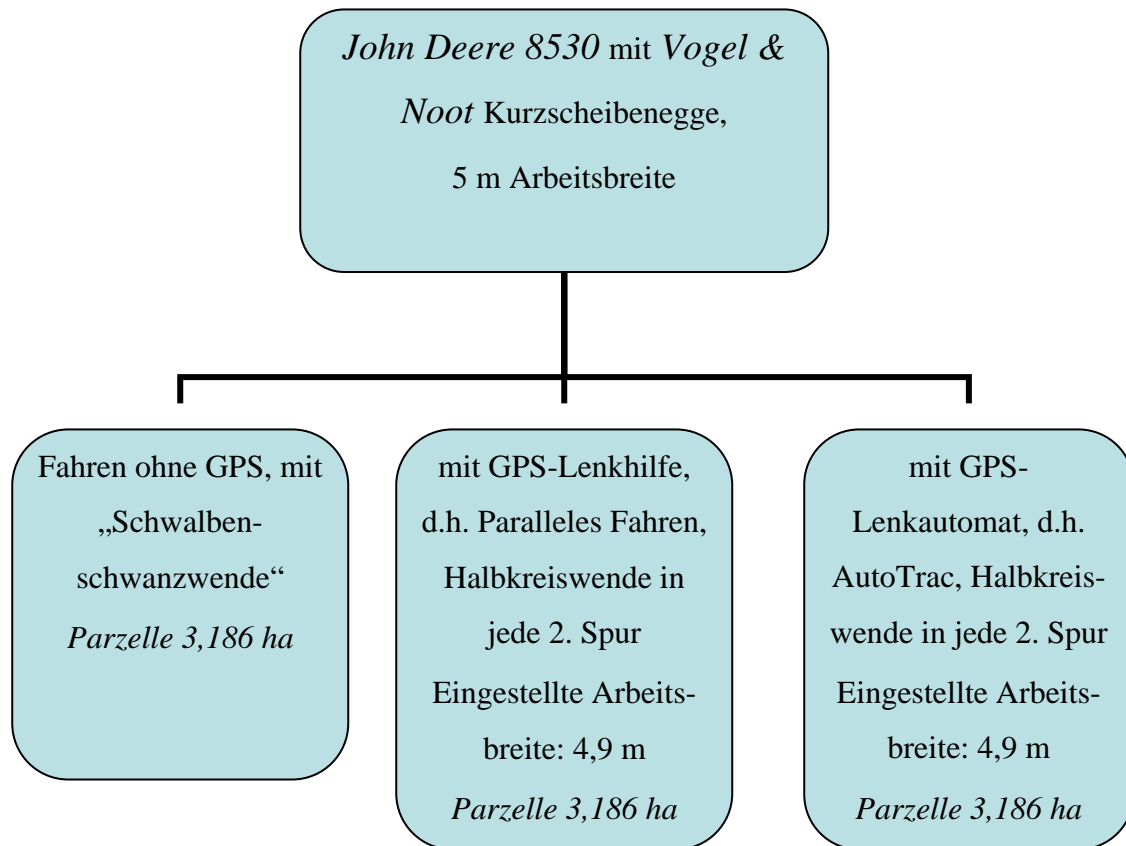 John Deere 8530 mit Vogel &
Noot Kurzscheibenegge,
5 m Arbeitsbreite
Fahren ohne GPS, mit
„Schwalben-
schwanzwende“
Parzelle 3,186 ha
mit GPS-Lenkhilfe,
d.h. Paralleles Fahren,
Halbkreiswende in
jede 2. Spur
Eingestellte Arbeits-
breite: 4,9 m
Parzelle 3,186 ha
mit GPS-
Lenkautomat, d.h.
AutoTrac, Halbkreis-
wende in jede 2. Spur
Eingestellte Arbeits-
breite: 4,9 m
Parzelle 3,186 ha